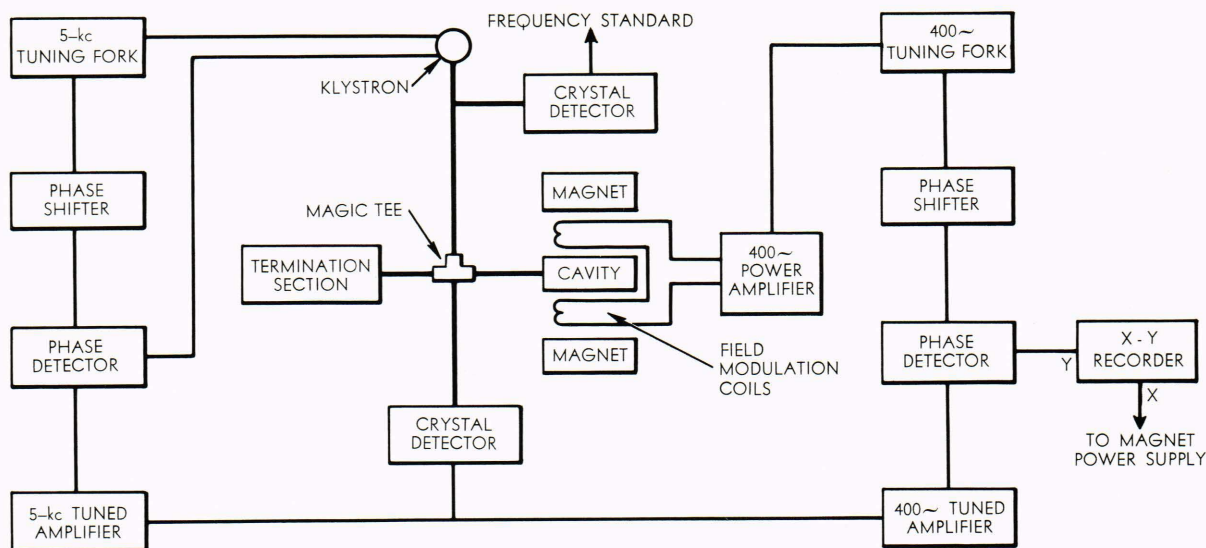 5–kc
TUNING FORK
FREQUENCY STANDARD
400~
TUNING FORK
KLYSTRON
CRYSTAL
DETECTOR
PHASE
SHIFTER
MAGNET
PHASE
SHIFTER
MAGIC TEE
TERMINATION
SECTION
CAVITY
400~
POWER
AMPLIFIER
PHASE
DETECTOR
MAGNET
FIELD
MODULATION
COILS
PHASE
DETECTOR
Y
X - Y
RECORDER
X
CRYSTAL
DETECTOR
TO MAGNET
POWER SUPPLY
5–kc TUNED
AMPLIFIER
400~ TUNED
AMPLIFIER